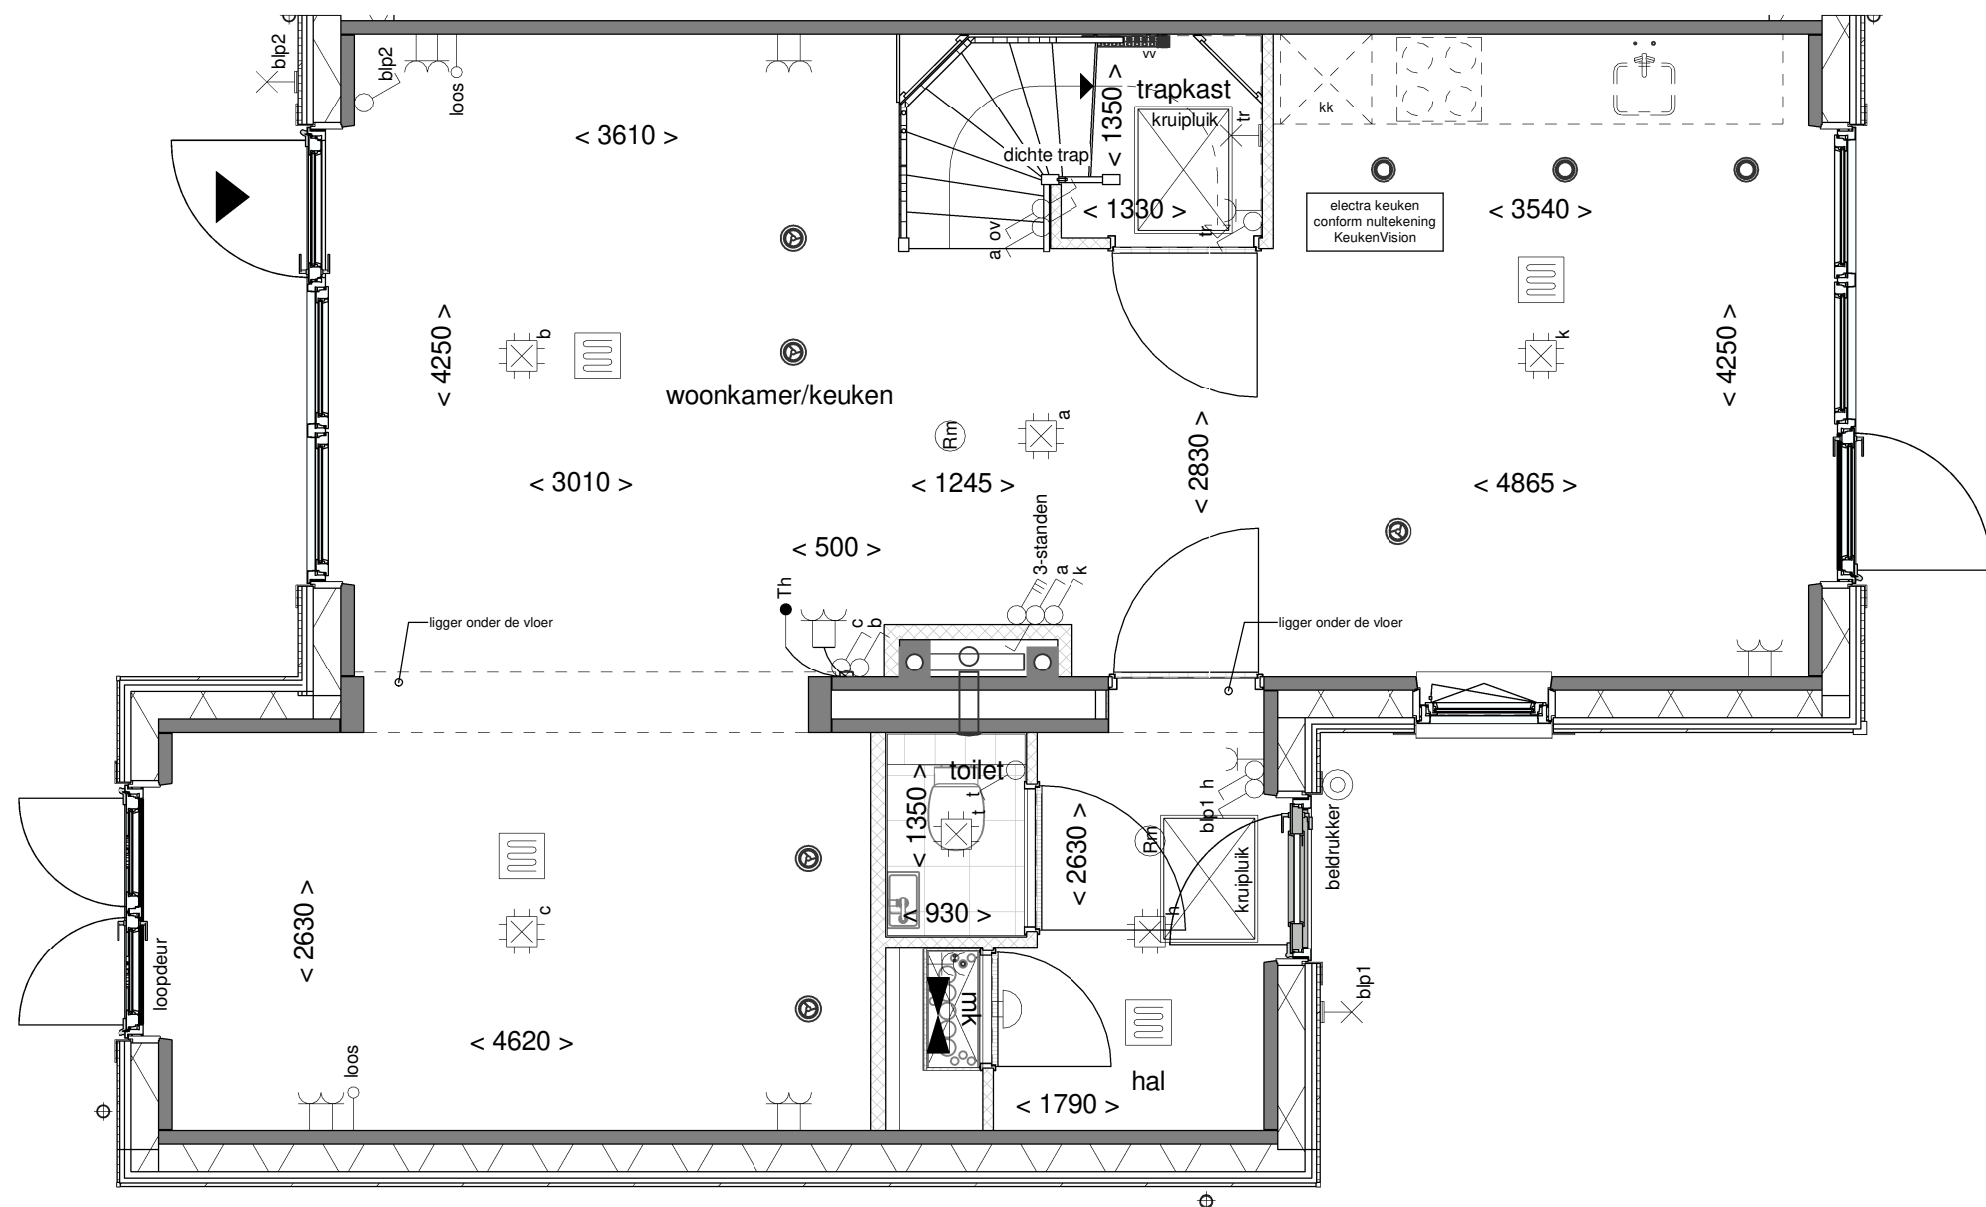 blp2
blp2
loos
vv
trapkast
kruipluik
tr
kk
< 3610 >
< 1350 >
dichte trap
< 1330 >
tr
a ov
electra keuken
conform nultekening
KeukenVision
< 3540 >
< 4250 >
b
woonkamer/keuken
Rm
a
k
< 4250 >
< 2830 >
< 3010 >
< 1245 >
< 4865 >
< 500 >
3-standen
a
k
Th
c
b
ligger onder de vloer
ligger onder de vloer
toilet
t
t
< 1350 >
< 930 >
< 2630 >
blp1 h
Rm
kruipluik
h
beldrukker
c
< 2630 >
loopdeur
mk
blp1
< 4620 >
loos
hal
< 1790 >